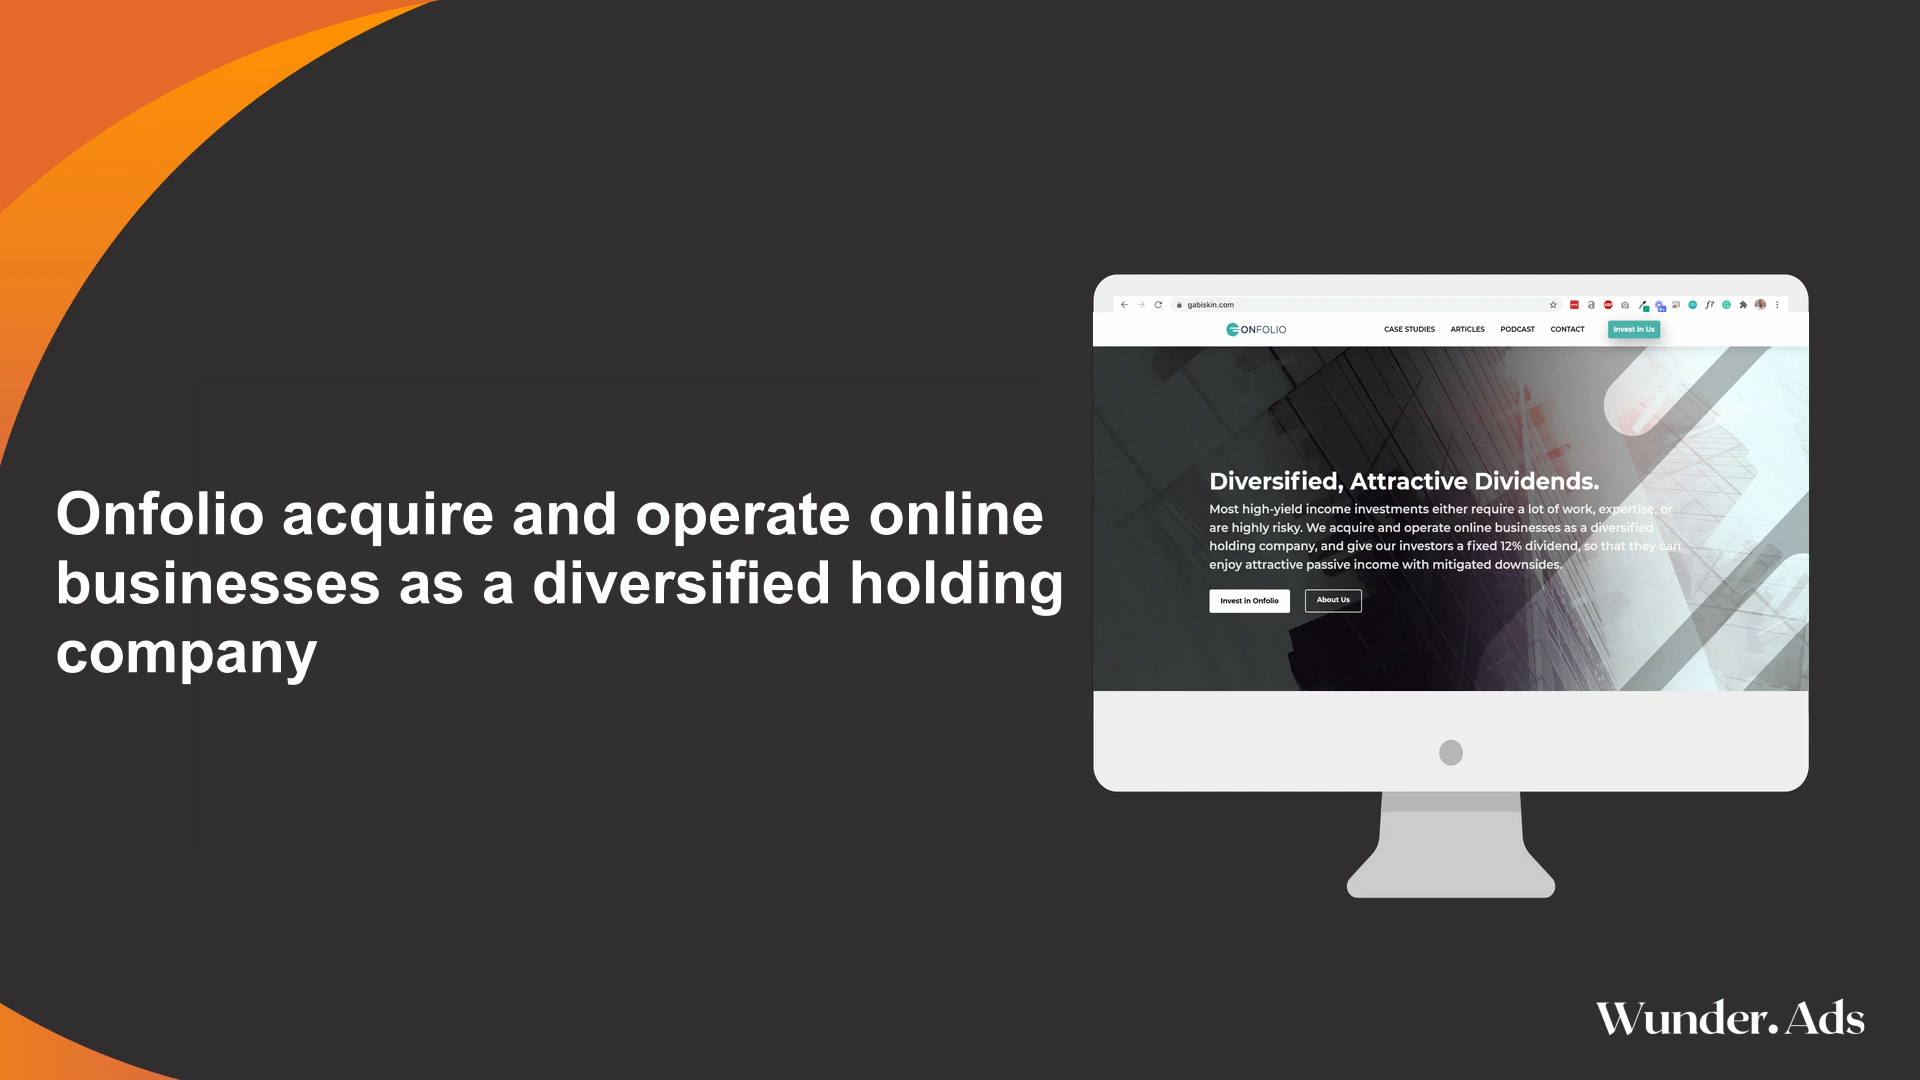 Onfolio acquire and operate online
businesses as a diversified holding
company
gabiskin.com
ONFOLIO
CASE STUDIES ARTICLES PODCAST CONTACT Invest in Us
Diversified, Attractive Dividends.
Most high-yield income investments either require a lot of work, expertise, or
are highly risky. We acquire and operate online businesses as a diversified
holding company, and give our investors a fixed 12% dividend, so that they can
enjoy attractive passive income with mitigated downsides.
Invest in Onfolio About Us
Wunder.Ads